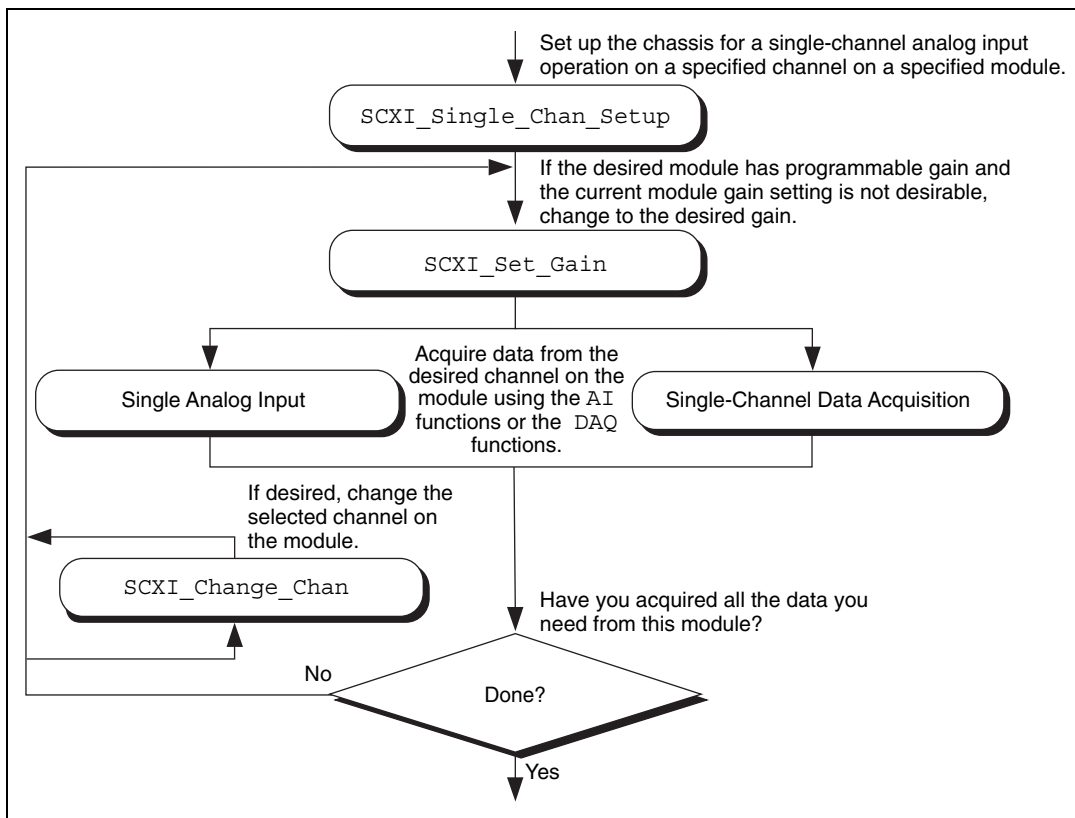 Set up the chassis for a single-channel analog input
operation on a specified channel on a specified module.
SCXI_Single_Chan_Setup
If the desired module has programmable gain and
the current module gain setting is not desirable,
change to the desired gain.
SCXI_Set_Gain
Single Analog Input
Acquire data from the
desired channel on the
module using the AI
functions or the DAQ
functions.
Single-Channel Data Acquisition
If desired, change the
selected channel on
the module.
SCXI_Change_Chan
Have you acquired all the data you
need from this module?
No
Done?
Yes